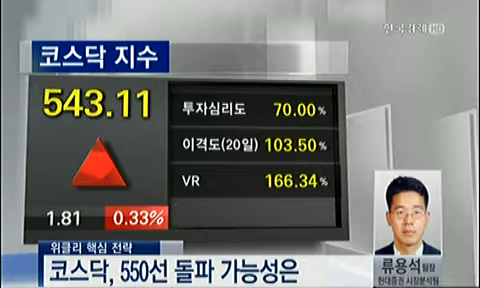 한국경제 HD
코스닥 지수
543.11
투자심리도 70.00%
이격도(20일) 103.50%
VR 166.34%
1.81 0.33%
위클리 핵심 전략
코스닥, 550선 돌파 가능성은
류용석 팀장
현대증권 시장분석팀